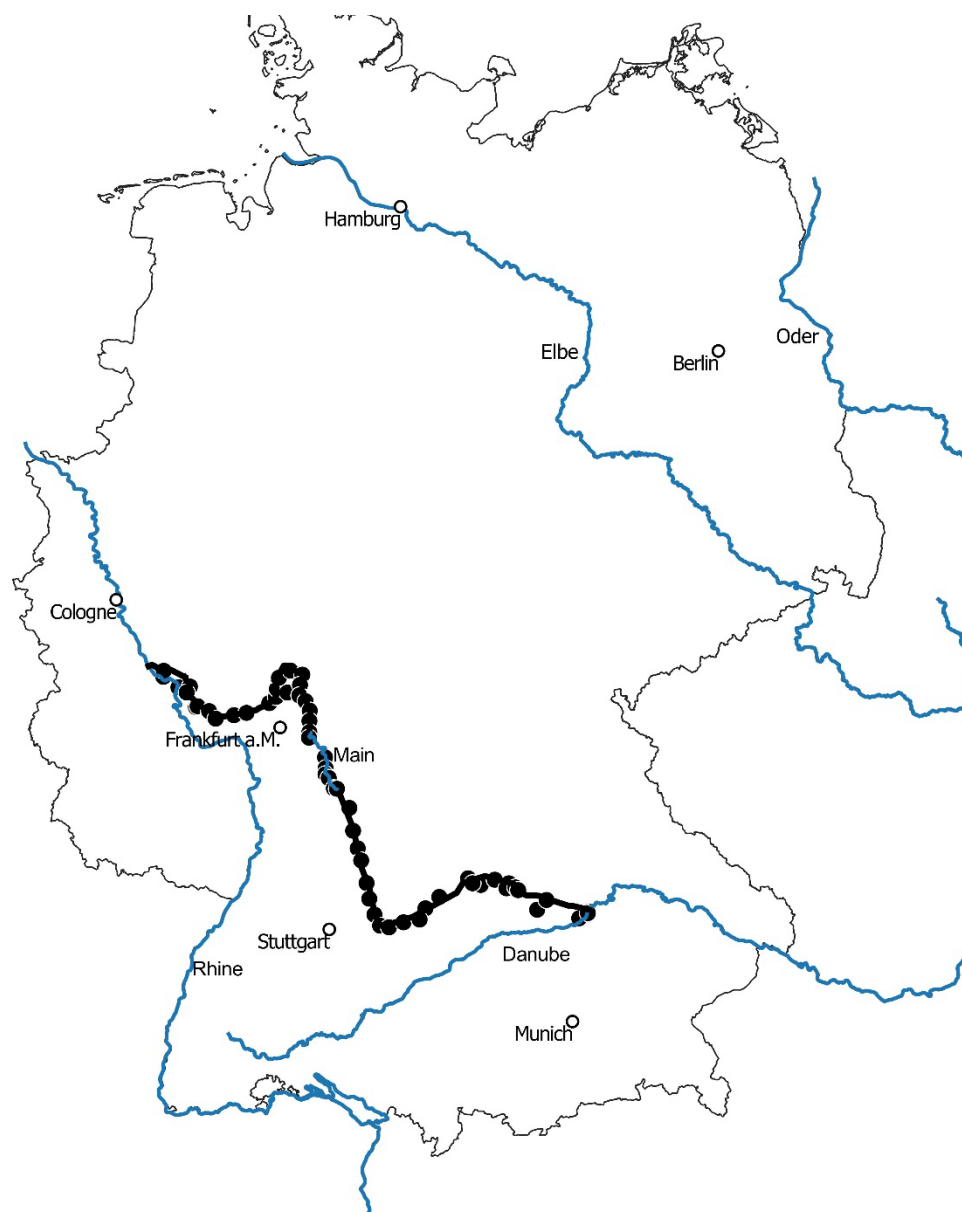 Hamburg
Elbe
Berlin
Oder
Cologne
Frankfurt a.M.
Main
Stuttgart
Danube
Rhine
Munich